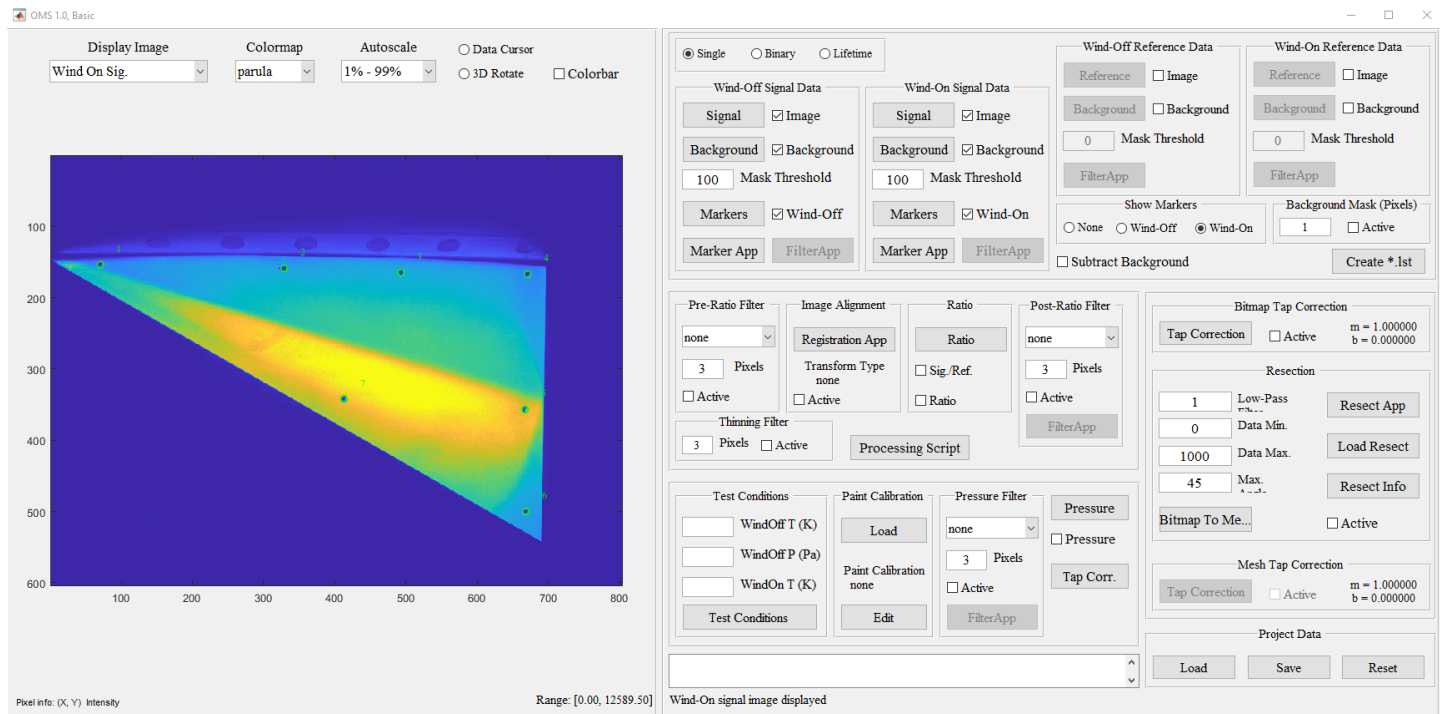 OMS 1.0, Basic
Display Image
Colormap
Autoscale
Wind On Sig.
parula
1% - 99%
Data Cursor
3D Rotate
Colorbar
100
200
300
400
500
600
100
200
300
400
500
600
700
800
1
2
3
4
6
7
Pixel info: (X, Y) Intensity
Range: [0.00, 12589.50]
Single
Binary
Lifetime
Wind-Off Signal Data
Signal
Image
Background
Background
100
Mask Threshold
Markers
Wind-Off
Marker App
FilterApp
Wind-On Signal Data
Signal
Image
Background
Background
100
Mask Threshold
Markers
Wind-On
Marker App
FilterApp
Wind-Off Reference Data
Reference
Image
Background
Background
0
Mask Threshold
FilterApp
Wind-On Reference Data
Reference
Image
Background
Background
0
Mask Threshold
FilterApp
Show Markers
None
Wind-Off
Wind-On
Background Mask (Pixels)
1
Active
Subtract Background
Create *.lst
Pre-Ratio Filter
none
3
Pixels
Active
Image Alignment
Registration App
Transform Type
none
Active
Ratio
Ratio
Sig./Ref.
Ratio
Post-Ratio Filter
none
3
Pixels
Active
FilterApp
Thinning Filter
3
Pixels
Active
Processing Script
Test Conditions
WindOff T (K)
WindOff P (Pa)
WindOn T (K)
Test Conditions
Paint Calibration
Load
Paint Calibration
none
Edit
Pressure Filter
none
3
Pixels
Active
FilterApp
Pressure
Pressure
Tap Corr.
Bitmap Tap Correction
Tap Correction
Active
m = 1.000000
b = 0.000000
Resection
1
Low-Pass
Resect App
0
Data Min.
1000
Data Max.
Load Resect
45
Max.
Resect Info
Bitmap To Me...
Active
Mesh Tap Correction
Tap Correction
Active
m = 1.000000
b = 0.000000
Project Data
Load
Save
Reset
Wind-On signal image displayed